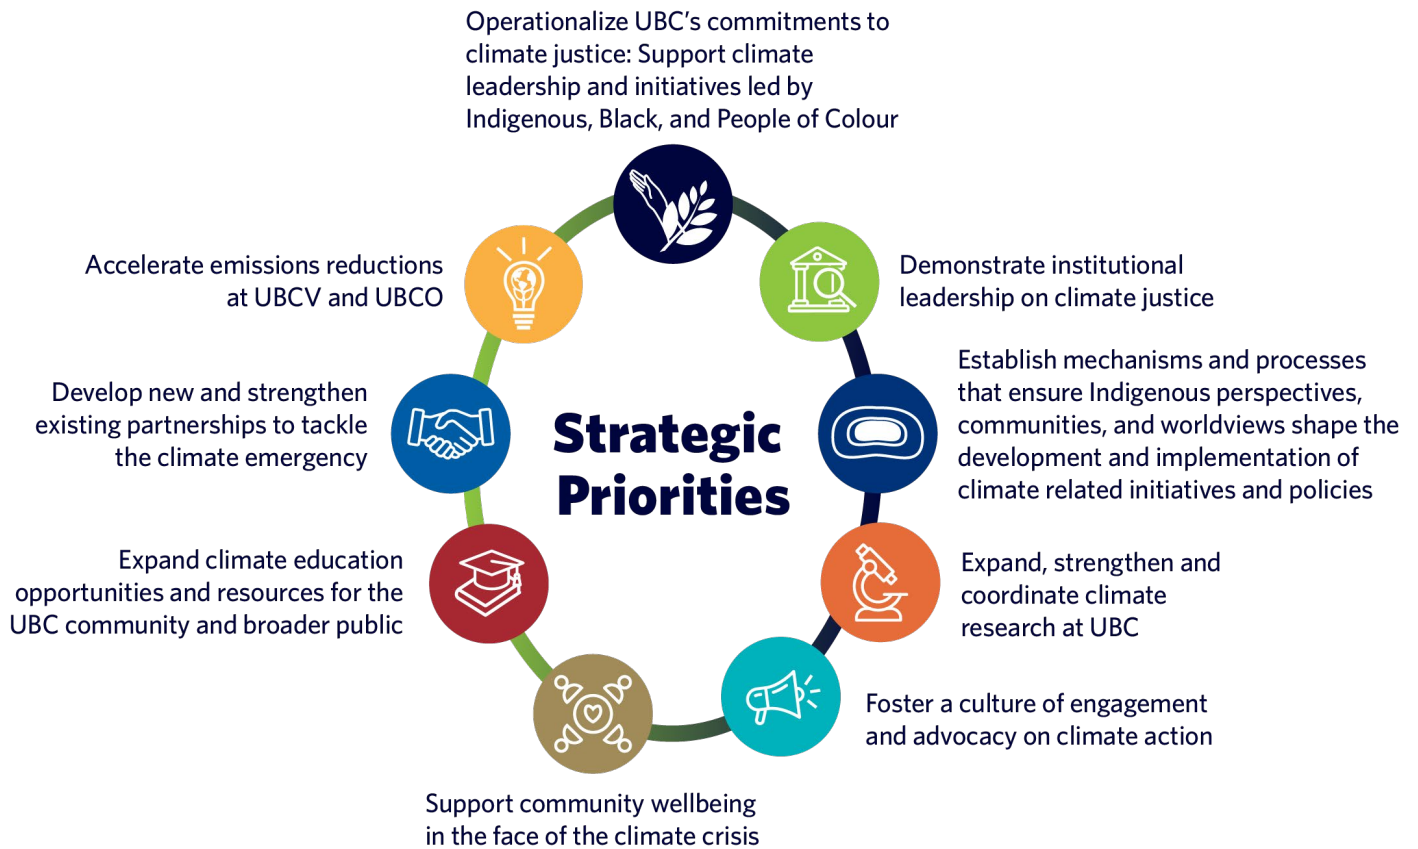 Operationalize UBC’s commitments to
climate justice: Support climate
leadership and initiatives led by
Indigenous, Black, and People of Colour
Demonstrate institutional
leadership on climate justice
Establish mechanisms and processes
that ensure Indigenous perspectives,
communities, and worldviews shape the
development and implementation of
climate related initiatives and policies
Expand, strengthen and
coordinate climate
research at UBC
Foster a culture of engagement
and advocacy on climate action
Support community wellbeing
in the face of the climate crisis
Expand climate education
opportunities and resources for the
UBC community and broader public
Develop new and strengthen
existing partnerships to tackle
the climate emergency
Accelerate emissions reductions
at UBCV and UBCO
Strategic
Priorities